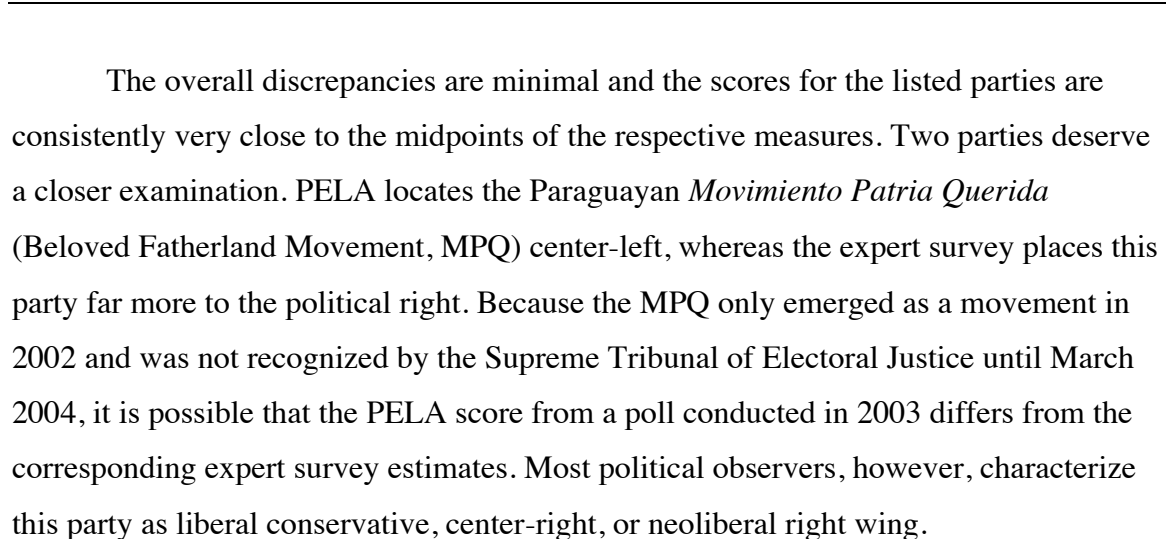 The overall discrepancies are minimal and the scores for the listed parties are
consistently very close to the midpoints of the respective measures. Two parties deserve
a closer examination. PELA locates the Paraguayan Movimiento Patria Querida
(Beloved Fatherland Movement, MPQ) center-left, whereas the expert survey places this
party far more to the political right. Because the MPQ only emerged as a movement in
2002 and was not recognized by the Supreme Tribunal of Electoral Justice until March
2004, it is possible that the PELA score from a poll conducted in 2003 differs from the
corresponding expert survey estimates. Most political observers, however, characterize
this party as liberal conservative, center-right, or neoliberal right wing.